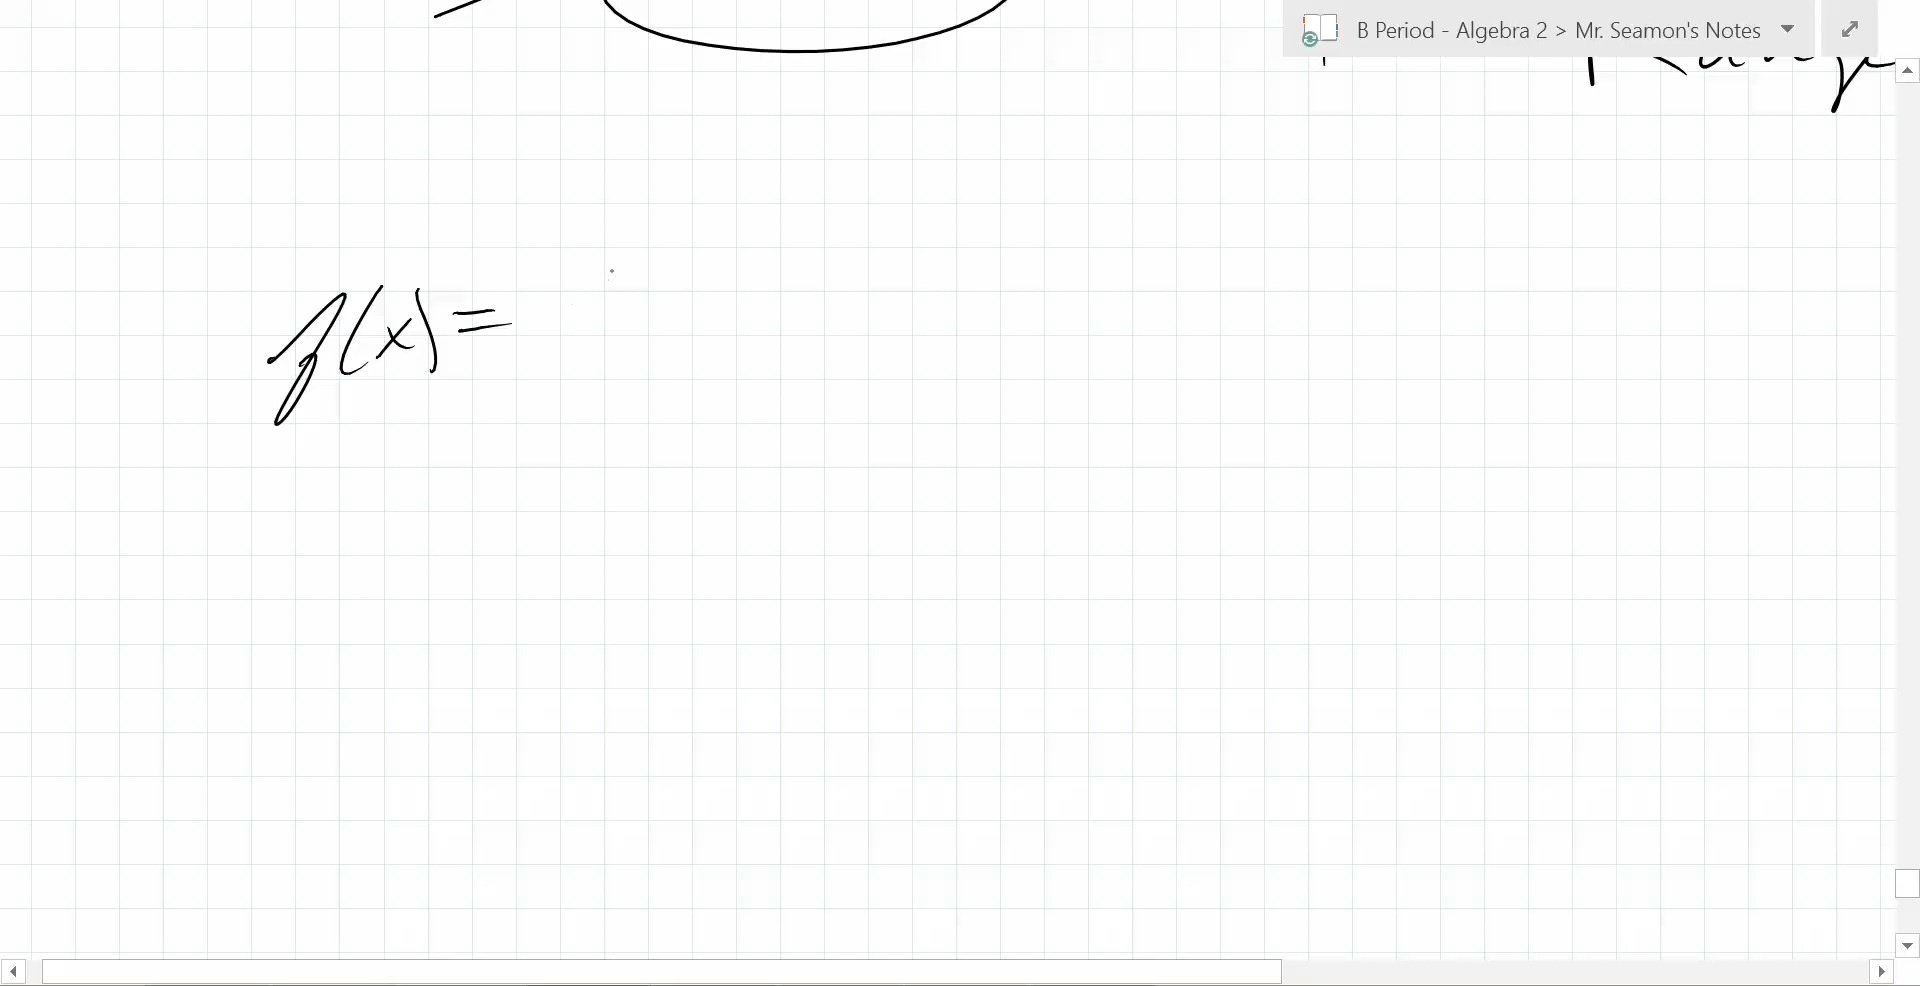 B Period - Algebra 2 > Mr. Seamon's Notes
f(x)=